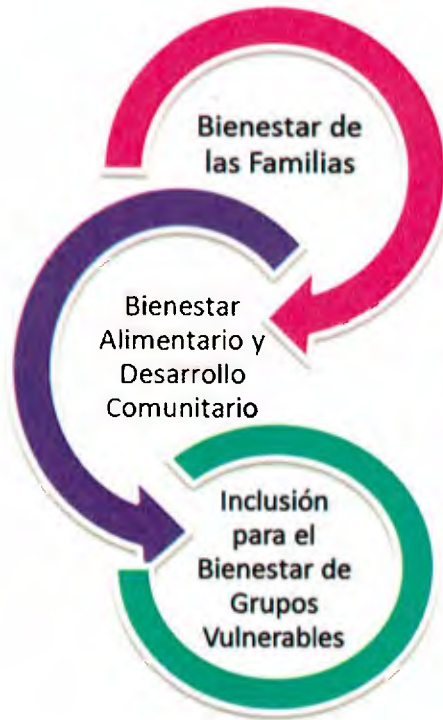 Bienestar de
las Familias
Bienestar
Alimentario y
Desarrollo
Comunitario
Inclusión
para el
Bienestar de
Grupos
Vulnerables